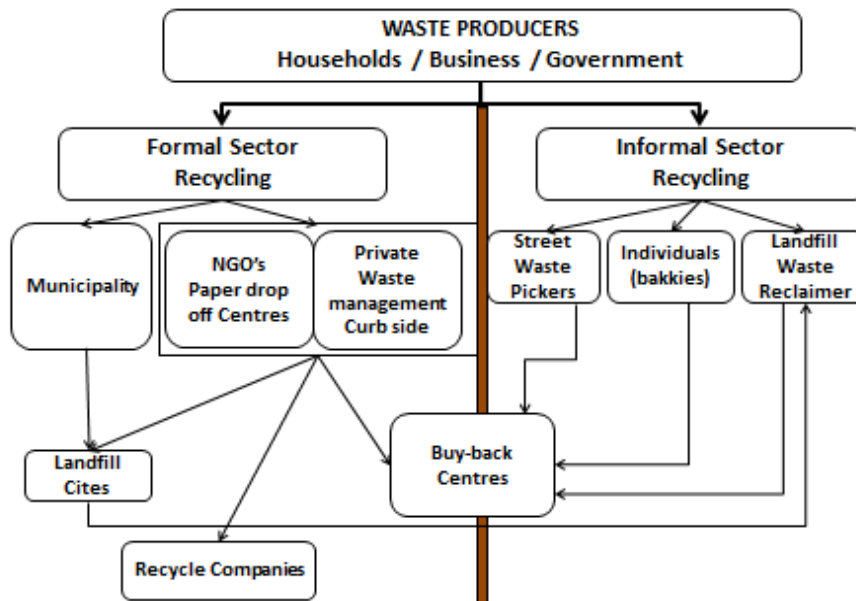 WASTE PRODUCERS
Households / Business / Government
Formal Sector
Recycling
Informal Sector
Recycling
Municipality
NGO's
Paper drop
off Centres
Private
Waste
management
Curb side
Street
Waste
Pickers
Individuals
(bakkies)
Landfill
Waste
Reclaimer
Buy-back
Centres
Landfill
Cites
Recycle Companies